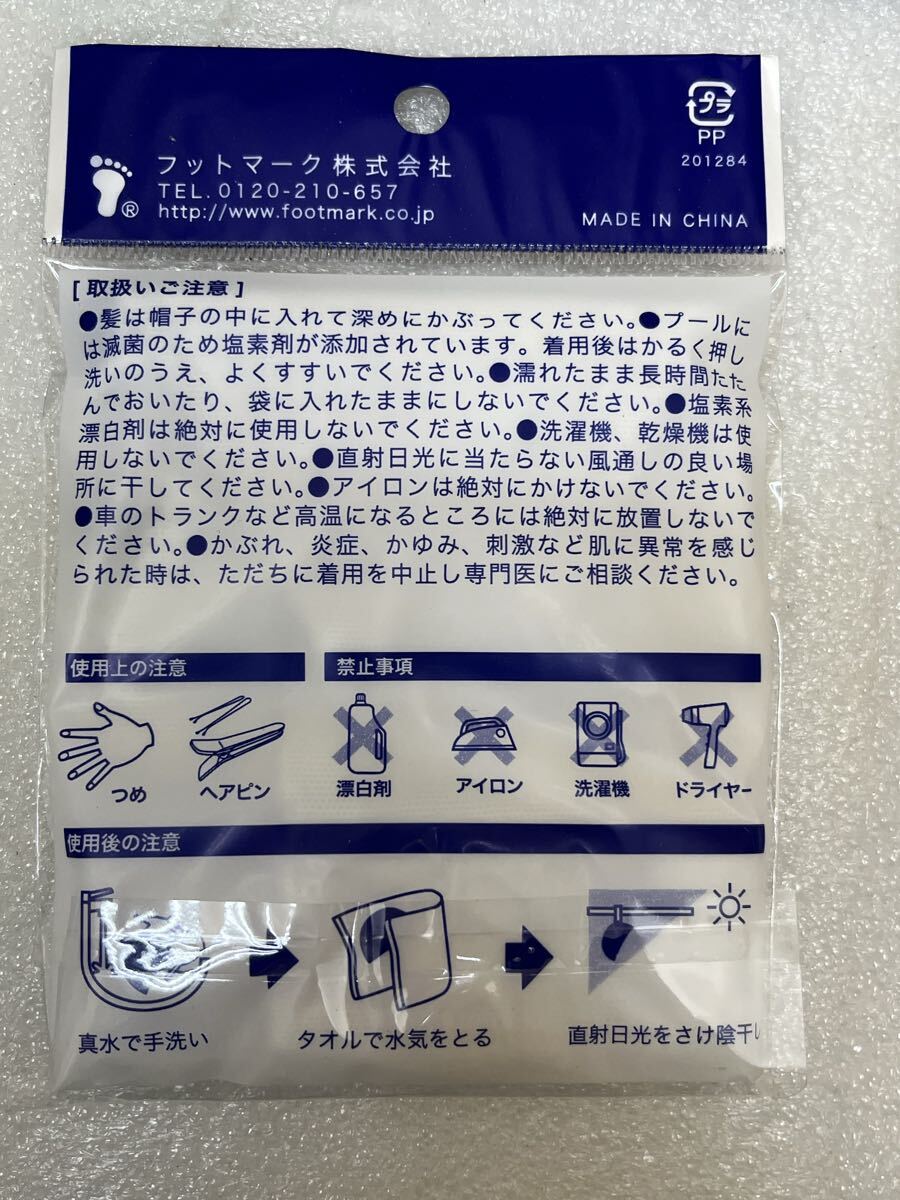 プラ
PP
201284
フットマーク株式会社
TEL. 0120-210-657
http://www.footmark.co.jp
®
MADE IN CHINA
[ 取扱いご注意 ]
●髪は帽子の中に入れて深めにかぶってください。●プールに
は滅菌のため塩素剤が添加されています。着用後はかるく押し
洗いのうえ、よくすすいでください。●濡れたまま長時間たた
んでおいたり、袋に入れたままにしないでください。●塩素系
漂白剤は絶対に使用しないでください。●洗濯機、乾燥機は使
用しないでください。●直射日光に当たらない風通しの良い場
所に干してください。●アイロンは絶対にかけないでください。
●車のトランクなど高温になるところには絶対に放置しないで
ください。●かぶれ、炎症、かゆみ、刺激など肌に異常を感じ
られた時は、ただちに着用を中止し専門医にご相談ください。
使用上の注意
禁止事項
つめ
ヘアピン
漂白剤
アイロン
洗濯機
ドライヤー
使用後の注意
真水で手洗い
タオルで水気をとる
直射日光をさけ陰干し